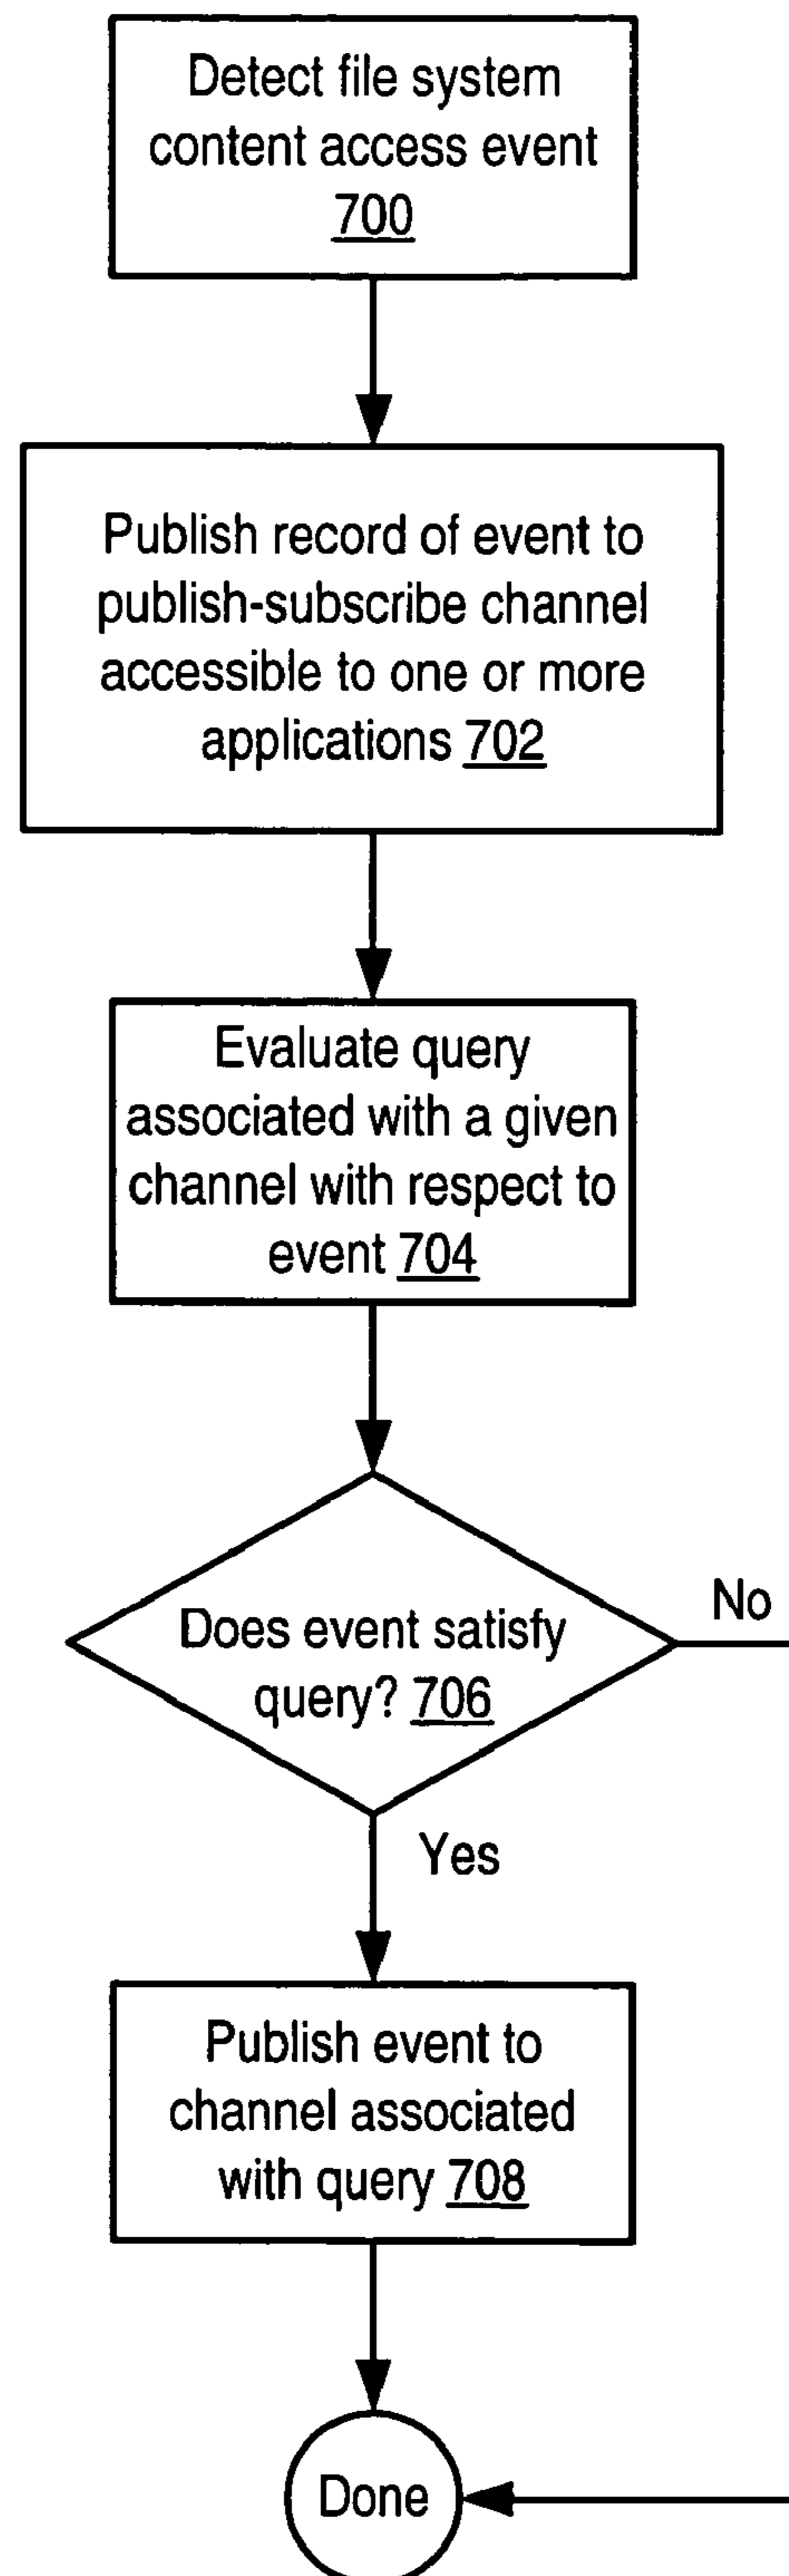 Detect file system
content access event
700
Publish record of event to
publish-subscribe channel
accessible to one or more
applications 702
Evaluate query
associated with a given
channel with respect to
event 704
Does event satisfy
query? 706
No
Yes
Publish event to
channel associated
with query 708
Done